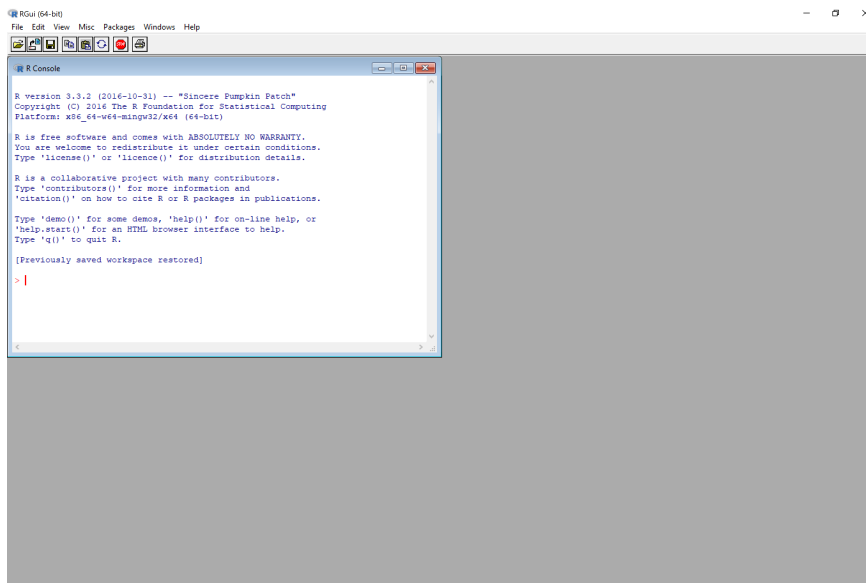 RGui (64-bit)
File Edit View Misc Packages Windows Help
STOP
R Console
R version 3.3.2 (2016-10-31) -- "Sincere Pumpkin Patch"
Copyright (C) 2016 The R Foundation for Statistical Computing
Platform: x86_64-w64-mingw32/x64 (64-bit)
R is free software and comes with ABSOLUTELY NO WARRANTY.
You are welcome to redistribute it under certain conditions.
Type 'license()' or 'licence()' for distribution details.
R is a collaborative project with many contributors.
Type 'contributors()' for more information and
'citation()' on how to cite R or R packages in publications.
Type 'demo()' for some demos, 'help()' for on-line help, or
'help.start()' for an HTML browser interface to help.
Type 'q()' to quit R.
[Previously saved workspace restored]
>